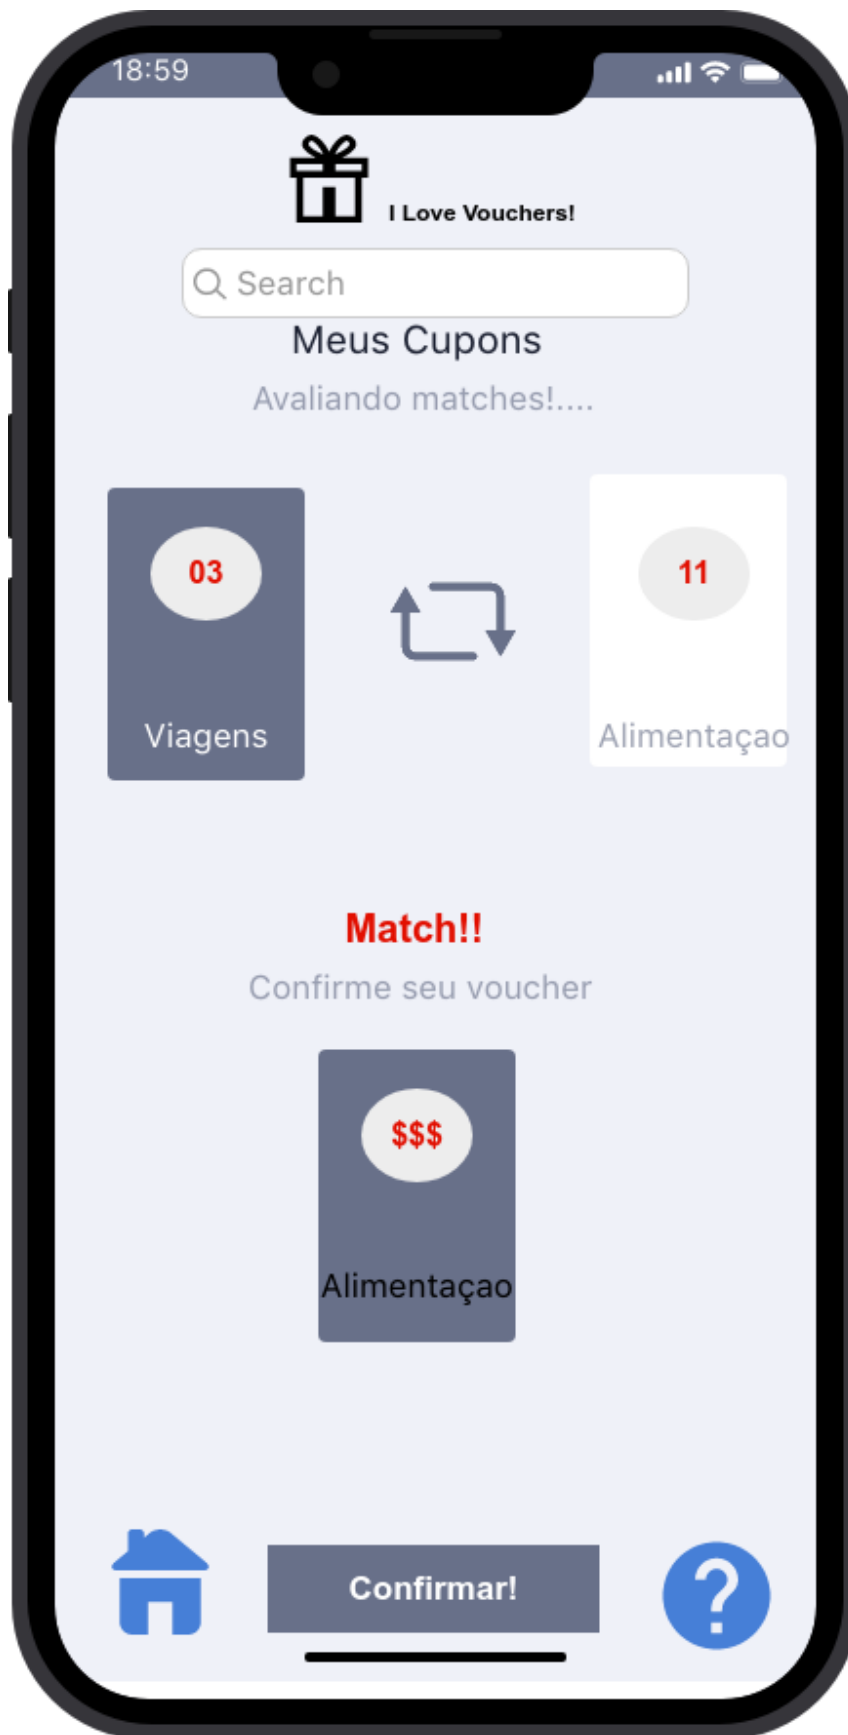 18:59
I Love Vouchers!
Search
Meus Cupons
Avaliando matches!....
03
11
Viagens
Alimentaçao
Match!!
Confirme seu voucher
$$$
Alimentaçao
Confirmar!
?